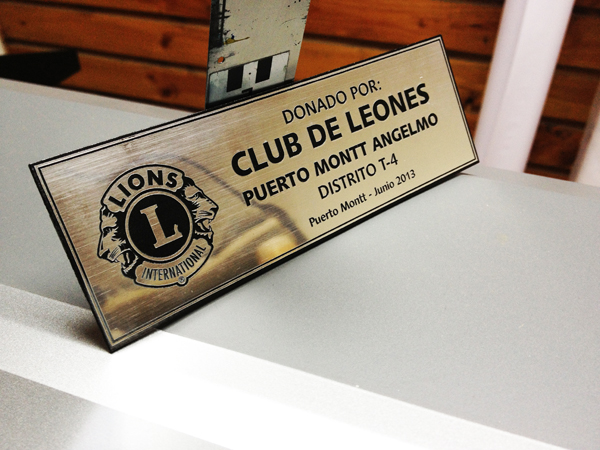 DONADO POR:
CLUB DE LEONES
PUERTO MONTT ANGELMO
DISTRITO T-4
Puerto Montt - Junio 2013
LIONS
L
INTERNATIONAL
®